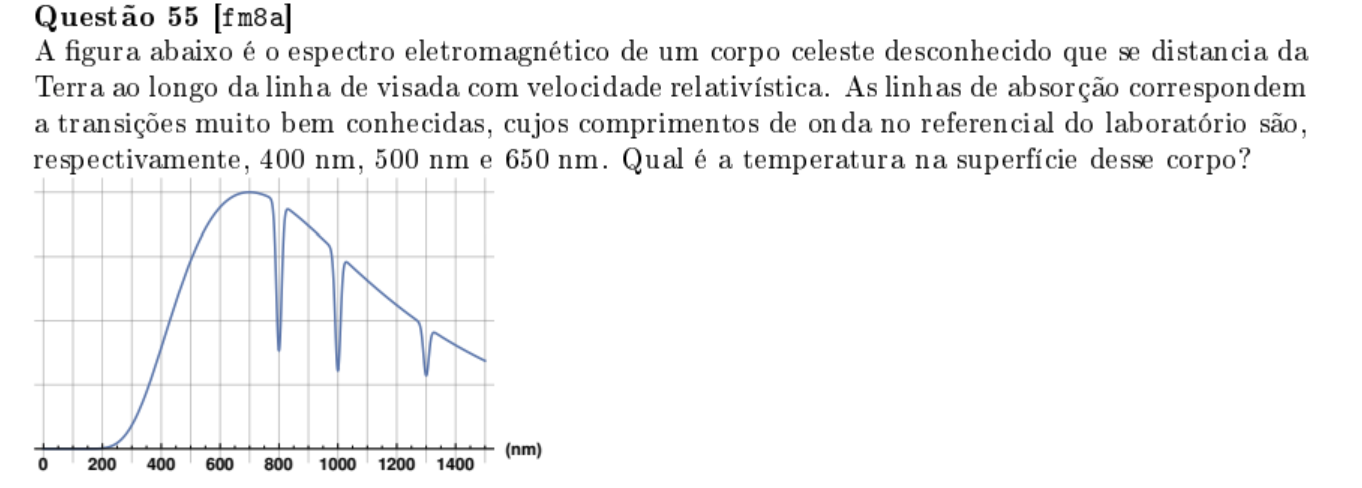 Questão 55 [fm8a]
A figura abaixo é o espectro eletromagnético de um corpo celeste desconhecido que se distancia da
Terra ao longo da linha de visada com velocidade relativística. As linhas de absorção correspondem
a transições muito bem conhecidas, cujos comprimentos de onda no referencial do laboratório são,
respectivamente, 400 nm, 500 nm e 650 nm. Qual é a temperatura na superfície desse corpo?
0 200 400 600 800 1000 1200 1400 (nm)